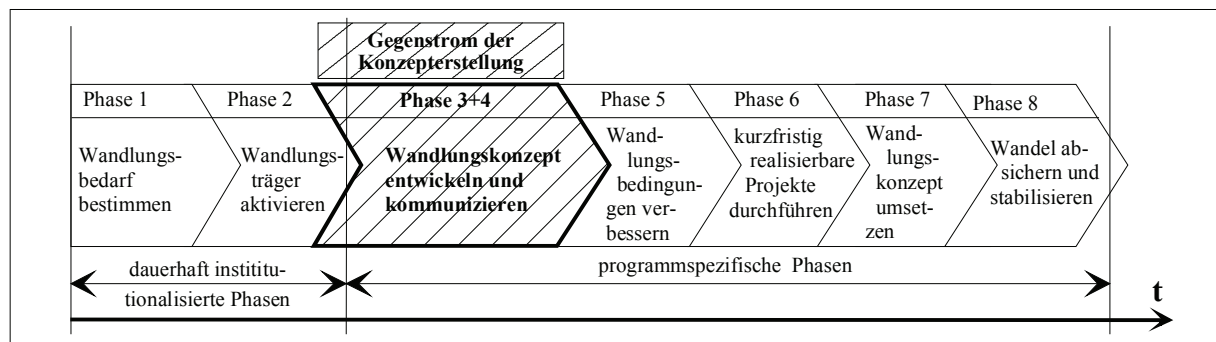 Gegenstrom der
Konzepterstellung
Phase 1
Phase 2
Phase 3+4
Phase 5
Phase 6
Phase 7
Phase 8
Wandlungs-
bedarf
bestimmen
Wandlungs-
träger
aktivieren
Wandlungskonzept
entwickeln und
kommunizieren
Wand-
lungs-
bedingun-
gen ver-
bessern
kurzfristig
realisierbare
Projekte
durchführen
Wand-
lungs-
konzept
umset-
zen
Wandel ab-
sichern und
stabilisieren
dauerhaft instititu-
tionalisierte Phasen
programmspezifische Phasen
t